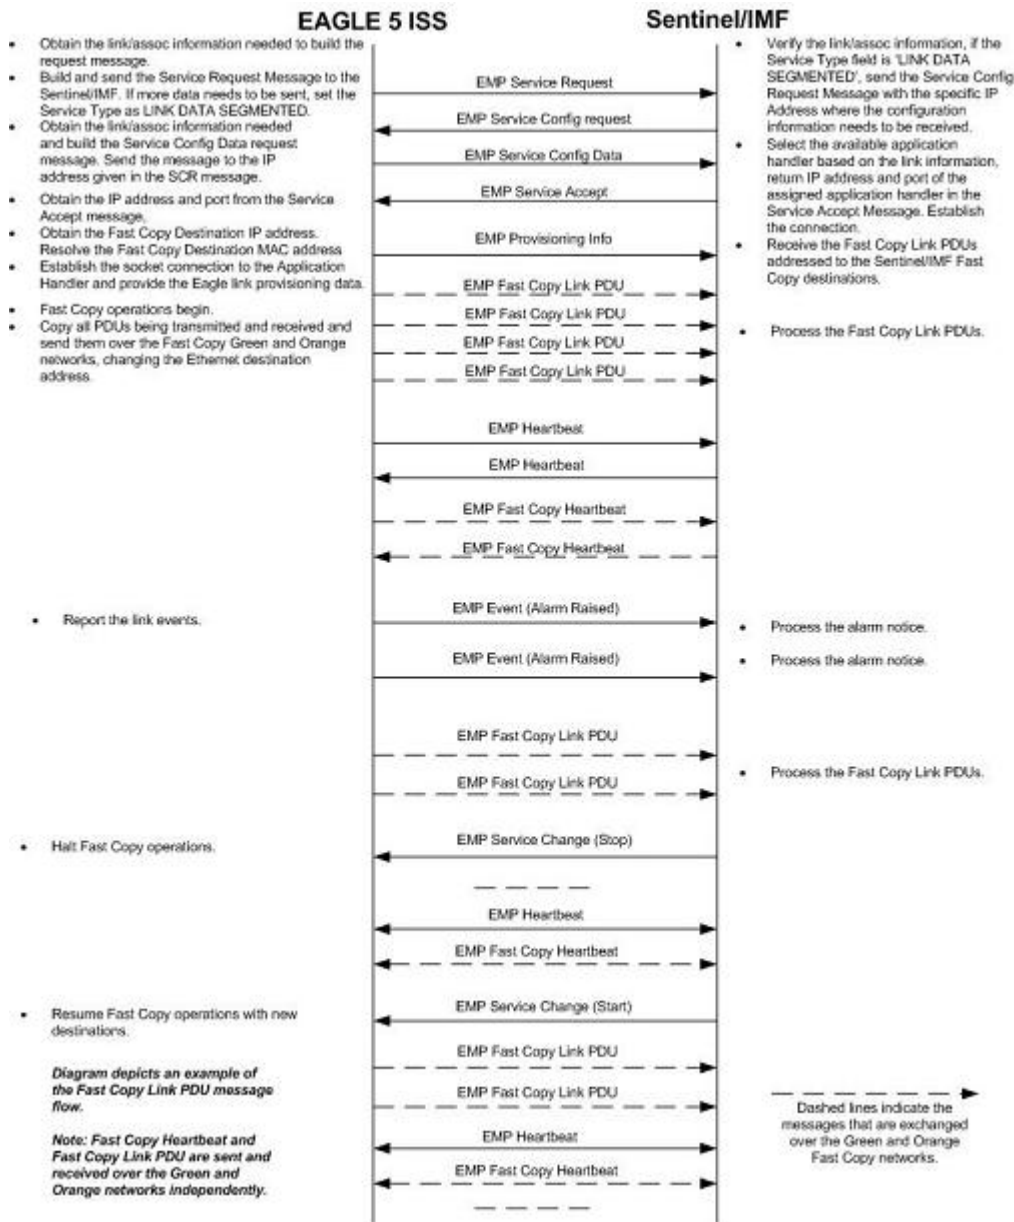 EAGLE 5 ISS
Sentinel/IMF
• Obtain the link/assoc information needed to build the
request message.
• Build and send the Service Request Message to the
Sentinel/IMF. If more data needs to be sent, set the
Service Type as LINK DATA SEGMENTED.
• Obtain the link/assoc information needed
and build the Service Config Data request
message. Send the message to the IP
address given in the SCR message.
• Obtain the IP address and port from the Service
Accept message,
• Obtain the Fast Copy Destination IP address.
Resolve the Fast Copy Destination MAC address
• Establish the socket connection to the Application
Handler and provide the Eagle link provisioning data.
• Fast Copy operations begin.
• Copy all PDUs being transmitted and received and
send them over the Fast Copy Green and Orange
networks, changing the Ethernet destination
address.
EMP Service Request
EMP Service Config request
EMP Service Config Data
EMP Service Accept
EMP Provisioning Info
EMP Fast Copy Link PDU
EMP Fast Copy Link PDU
EMP Fast Copy Link PDU
EMP Fast Copy Link PDU
• Verify the link/assoc information, if the
Service Type field is 'LINK DATA
SEGMENTED', send the Service Config
Request Message with the specific IP
Address where the configuration
information needs to be received.
• Select the available application
handler based on the link information,
return IP address and port of the
assigned application handler in the
Service Accept Message. Establish
the connection.
• Receive the Fast Copy Link PDUs
addressed to the Sentinel/IMF Fast
Copy destinations.
• Process the Fast Copy Link PDUs.
EMP Heartbeat
EMP Heartbeat
EMP Fast Copy Heartbeat
EMP Fast Copy Heartbeat
• Report the link events.
EMP Event (Alarm Raised)
• Process the alarm notice.
EMP Event (Alarm Raised)
• Process the alarm notice.
EMP Fast Copy Link PDU
EMP Fast Copy Link PDU
• Process the Fast Copy Link PDUs.
• Halt Fast Copy operations.
EMP Service Change (Stop)
EMP Heartbeat
EMP Fast Copy Heartbeat
• Resume Fast Copy operations with new
destinations.
EMP Service Change (Start)
EMP Fast Copy Link PDU
EMP Fast Copy Link PDU
EMP Heartbeat
EMP Fast Copy Heartbeat
Diagram depicts an example of
the Fast Copy Link PDU message
flow.
Note: Fast Copy Heartbeat and
Fast Copy Link PDU are sent and
received over the Green and
Orange networks independently.
Dashed lines indicate the
messages that are exchanged
over the Green and Orange
Fast Copy networks.